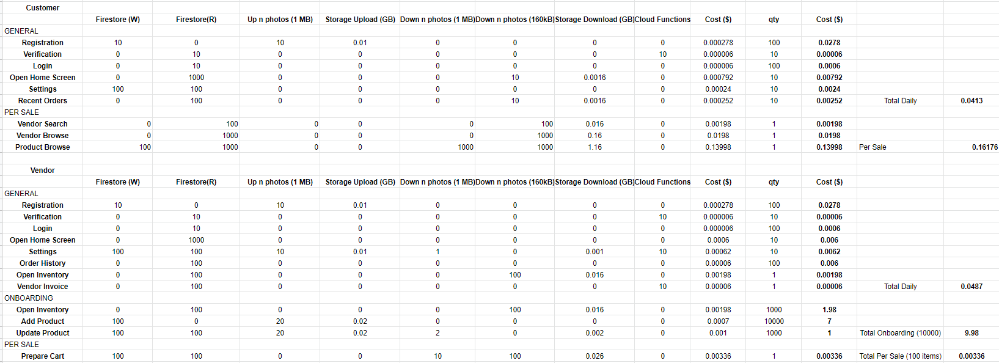 Customer
Firestore (W) Firestore(R) Up n photos (1 MB) Storage Upload (GB) Down n photos (1 MB) Down n photos (160kB) Storage Download (GB) Cloud Functions Cost ($) qty Cost ($)
GENERAL
Registration 10 0 10 0.01 0 0 0 0 0.000278 100 0.0278
Verification 0 10 0 0 0 0 0 10 0.000006 10 0.00006
Login 0 10 0 0 0 0 0 0 0.000006 100 0.0006
Open Home Screen 0 1000 0 0 0 10 0.0016 0 0.000792 10 0.00792
Settings 100 100 0 0 0 0 0 0 0.00024 10 0.0024
Recent Orders 0 100 0 0 0 10 0.0016 0 0.000252 10 0.00252 Total Daily 0.0413
PER SALE
Vendor Search 0 100 0 0 0 100 0.016 0 0.00198 1 0.00198
Vendor Browse 0 1000 0 0 0 1000 0.16 0 0.0198 1 0.0198
Product Browse 100 1000 0 0 1000 1000 1.16 0 0.13998 1 0.13998 Per Sale 0.16176
Vendor
Firestore (W) Firestore(R) Up n photos (1 MB) Storage Upload (GB) Down n photos (1 MB) Down n photos (160kB) Storage Download (GB) Cloud Functions Cost ($) qty Cost ($)
GENERAL
Registration 10 0 10 0.01 0 0 0 0 0.000278 100 0.0278
Verification 0 10 0 0 0 0 0 10 0.000006 10 0.00006
Login 0 10 0 0 0 0 0 0 0.000006 100 0.0006
Open Home Screen 0 1000 0 0 0 0 0 0 0.0006 10 0.006
Settings 100 100 10 0.01 1 0 0.001 10 0.00062 10 0.0062
Order History 0 100 0 0 0 0 0 0 0.00006 100 0.006
Open Inventory 0 100 0 0 0 100 0.016 0 0.00198 1 0.00198
Vendor Invoice 0 100 0 0 0 0 0 10 0.00006 1 0.00006 Total Daily 0.0487
ONBOARDING
Open Inventory 0 100 0 0 0 100 0.016 0 0.00198 1000 1.98
Add Product 100 0 20 0.02 0 0 0 0 0.0007 10000 7
Update Product 100 100 20 0.02 2 0 0.002 0 0.001 1000 1 Total Onboarding (10000) 9.98
PER SALE
Prepare Cart 100 100 0 0 10 100 0.026 0 0.00336 1 0.00336 Total Per Sale (100 items) 0.00336